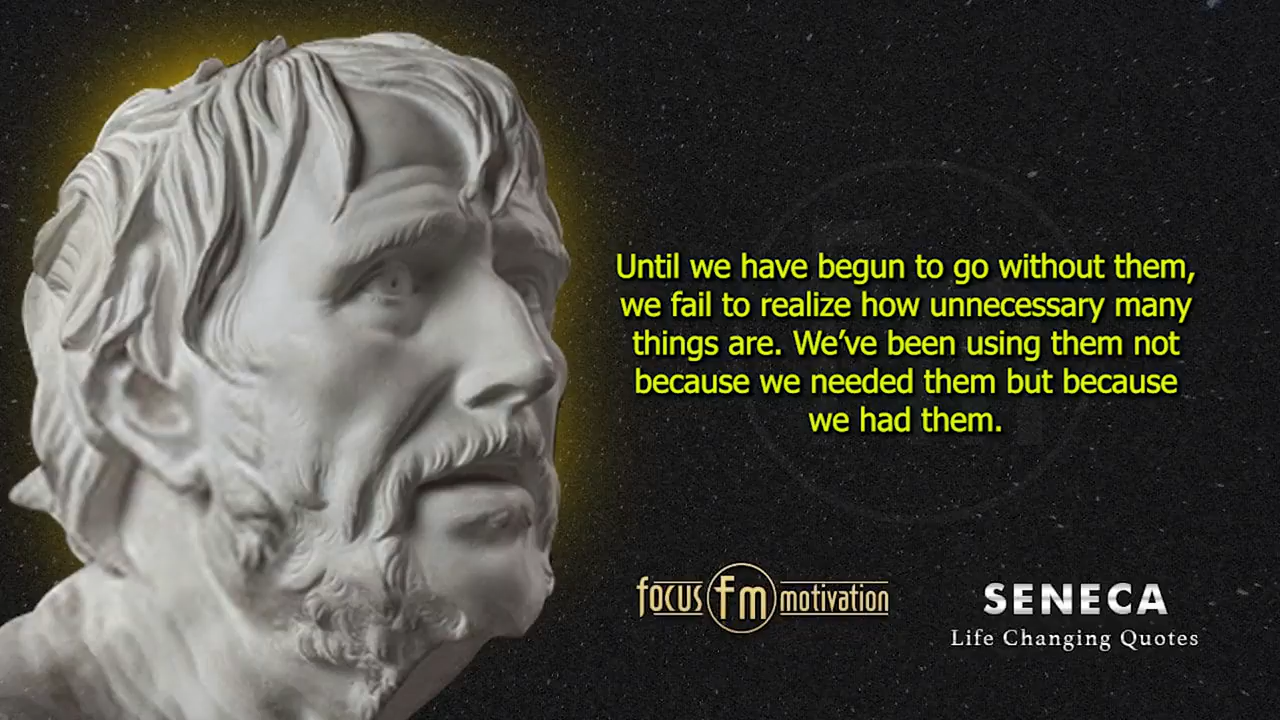 Until we have begun to go without them,
we fail to realize how unnecessary many
things are. We’ve been using them not
because we needed them but because
we had them.
focus fm motivation
SENECA
Life Changing Quotes